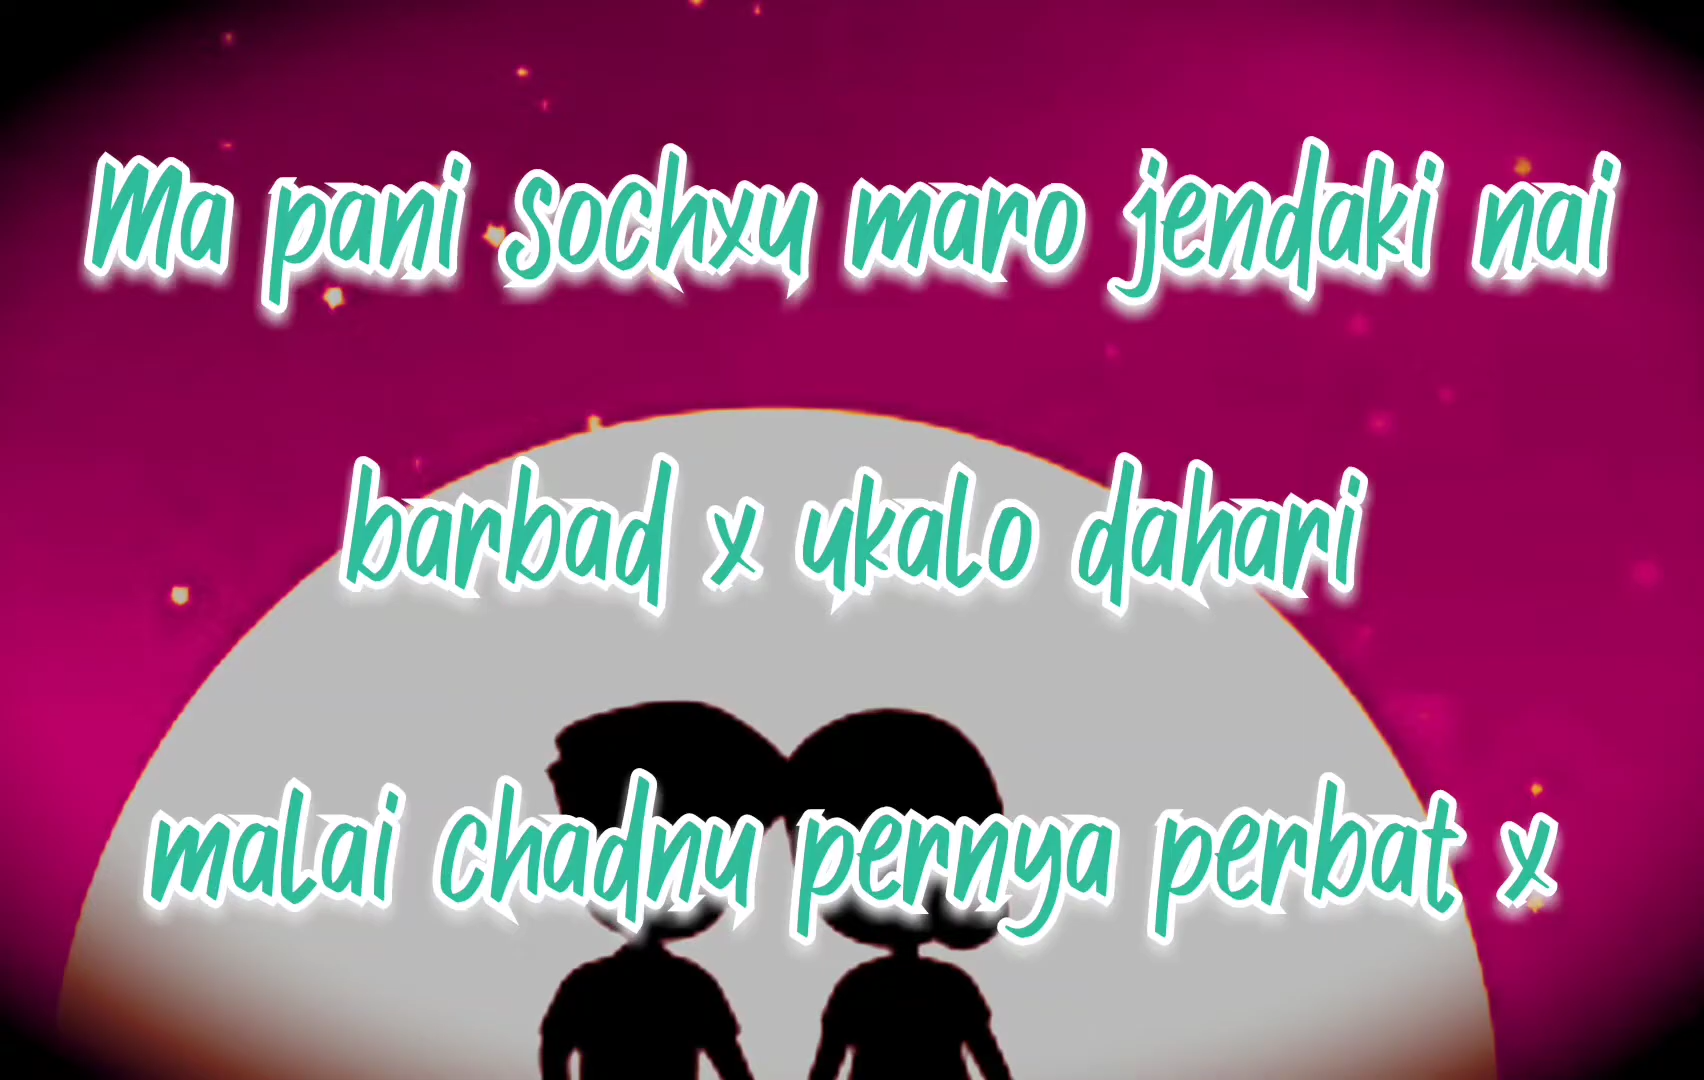 Ma pani sochxu maro jendaki nai
barbad x ukalo dahari
malai chadnu pernya perbat x